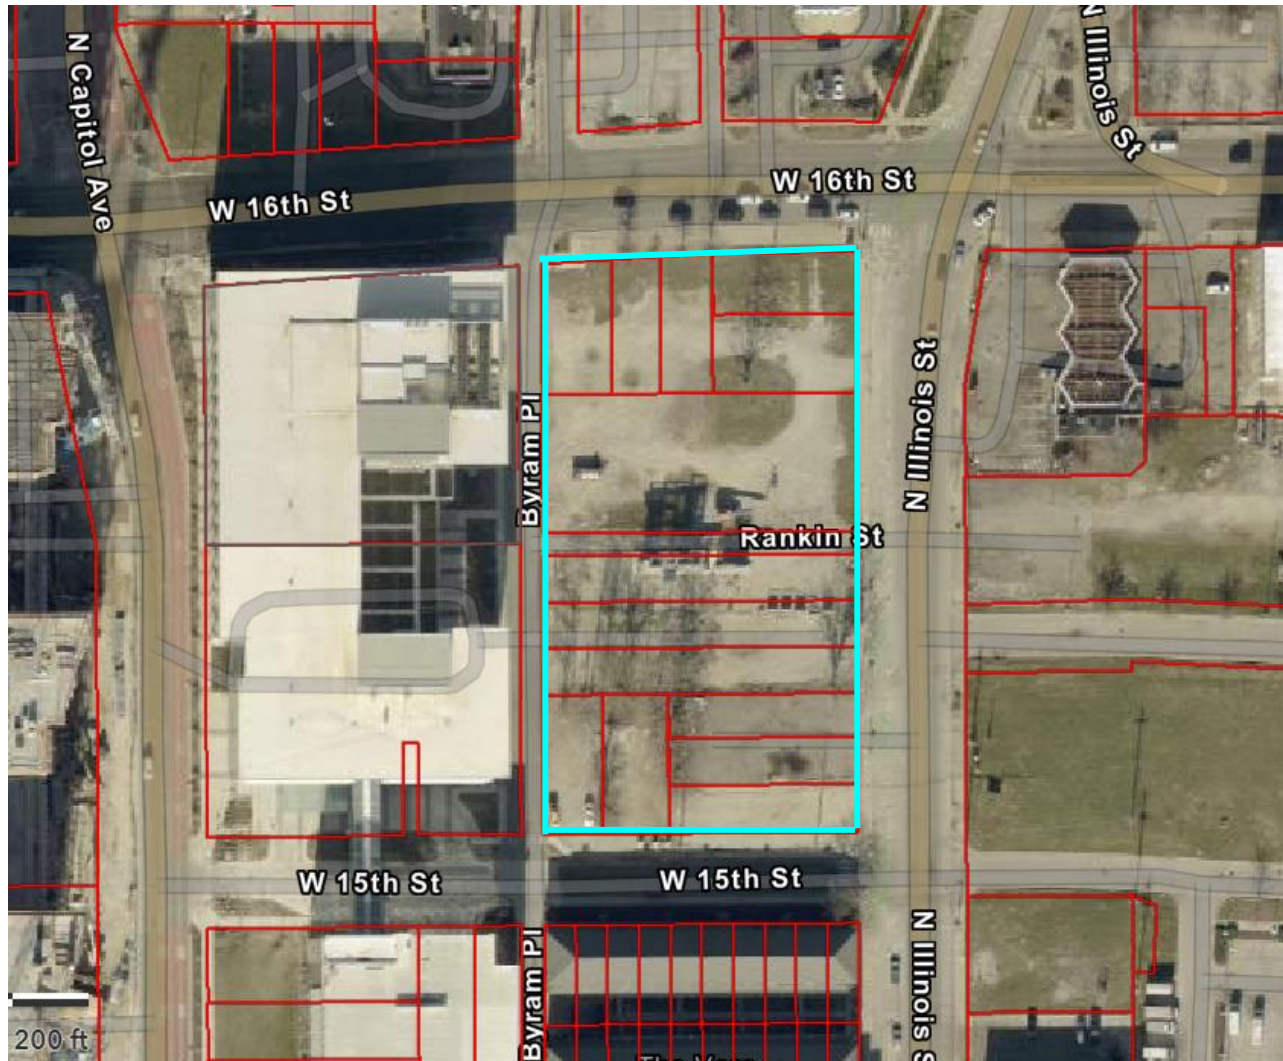 N Capitol Ave
N Illinois St
W 16th St
W 16th St
Byram Pl
N Illinois St
Rankin St
W 15th St
W 15th St
Byram Pl
N Illinois S
200 ft